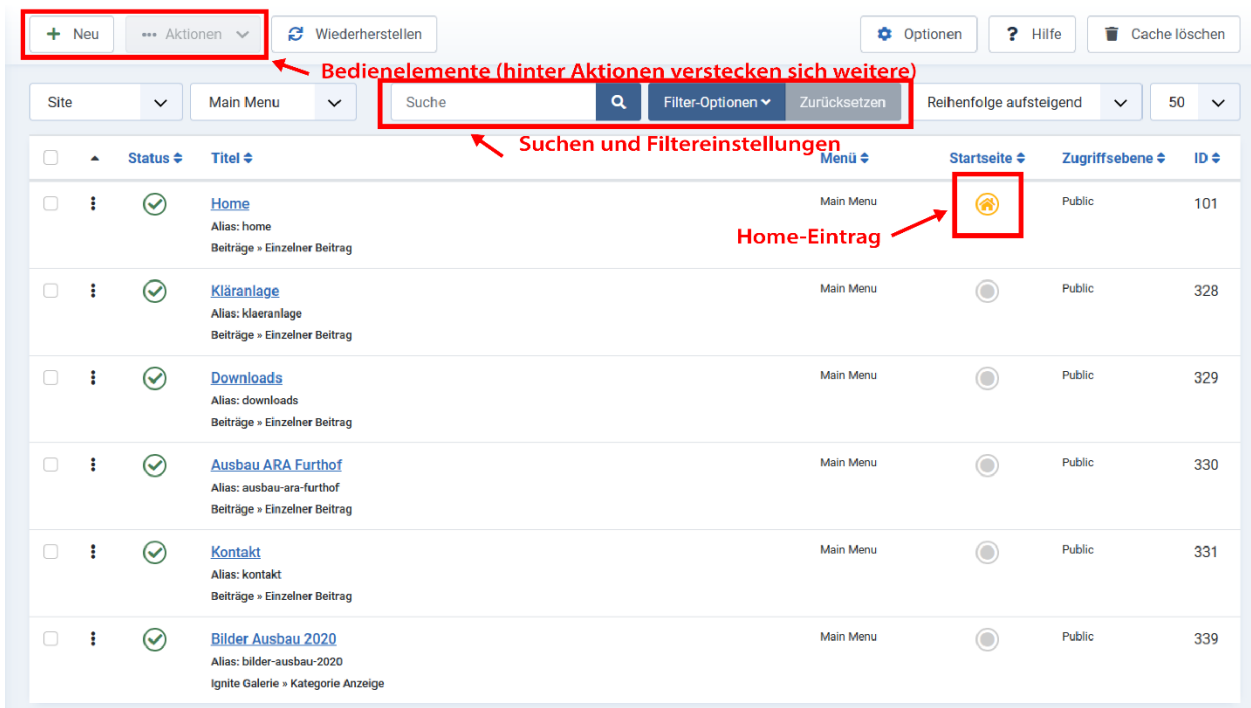 Neu Aktionen Wiederherstellen Optionen ? Hilfe Cache löschen
Bedienelemente (hinter Aktionen verstecken sich weitere)
Site Main Menu Suche Filter-Optionen Zurücksetzen Reihenfolge aufsteigend 50
Suchen und Filtereinstellungen
Status Titel Menü Startseite Zugriffsebene ID
Home Main Menu Public 101
Alias: home
Home-Eintrag
Beiträge » Einzelner Beitrag
Kläranlage Main Menu Public 328
Alias: klaeranlage
Beiträge » Einzelner Beitrag
Downloads Main Menu Public 329
Alias: downloads
Beiträge » Einzelner Beitrag
Ausbau ARA Furthof Main Menu Public 330
Alias: ausbau-ara-furthof
Beiträge » Einzelner Beitrag
Kontakt Main Menu Public 331
Alias: kontakt
Beiträge » Einzelner Beitrag
Bilder Ausbau 2020 Main Menu Public 339
Alias: bilder-ausbau-2020
Ignite Galerie » Kategorie Anzeige